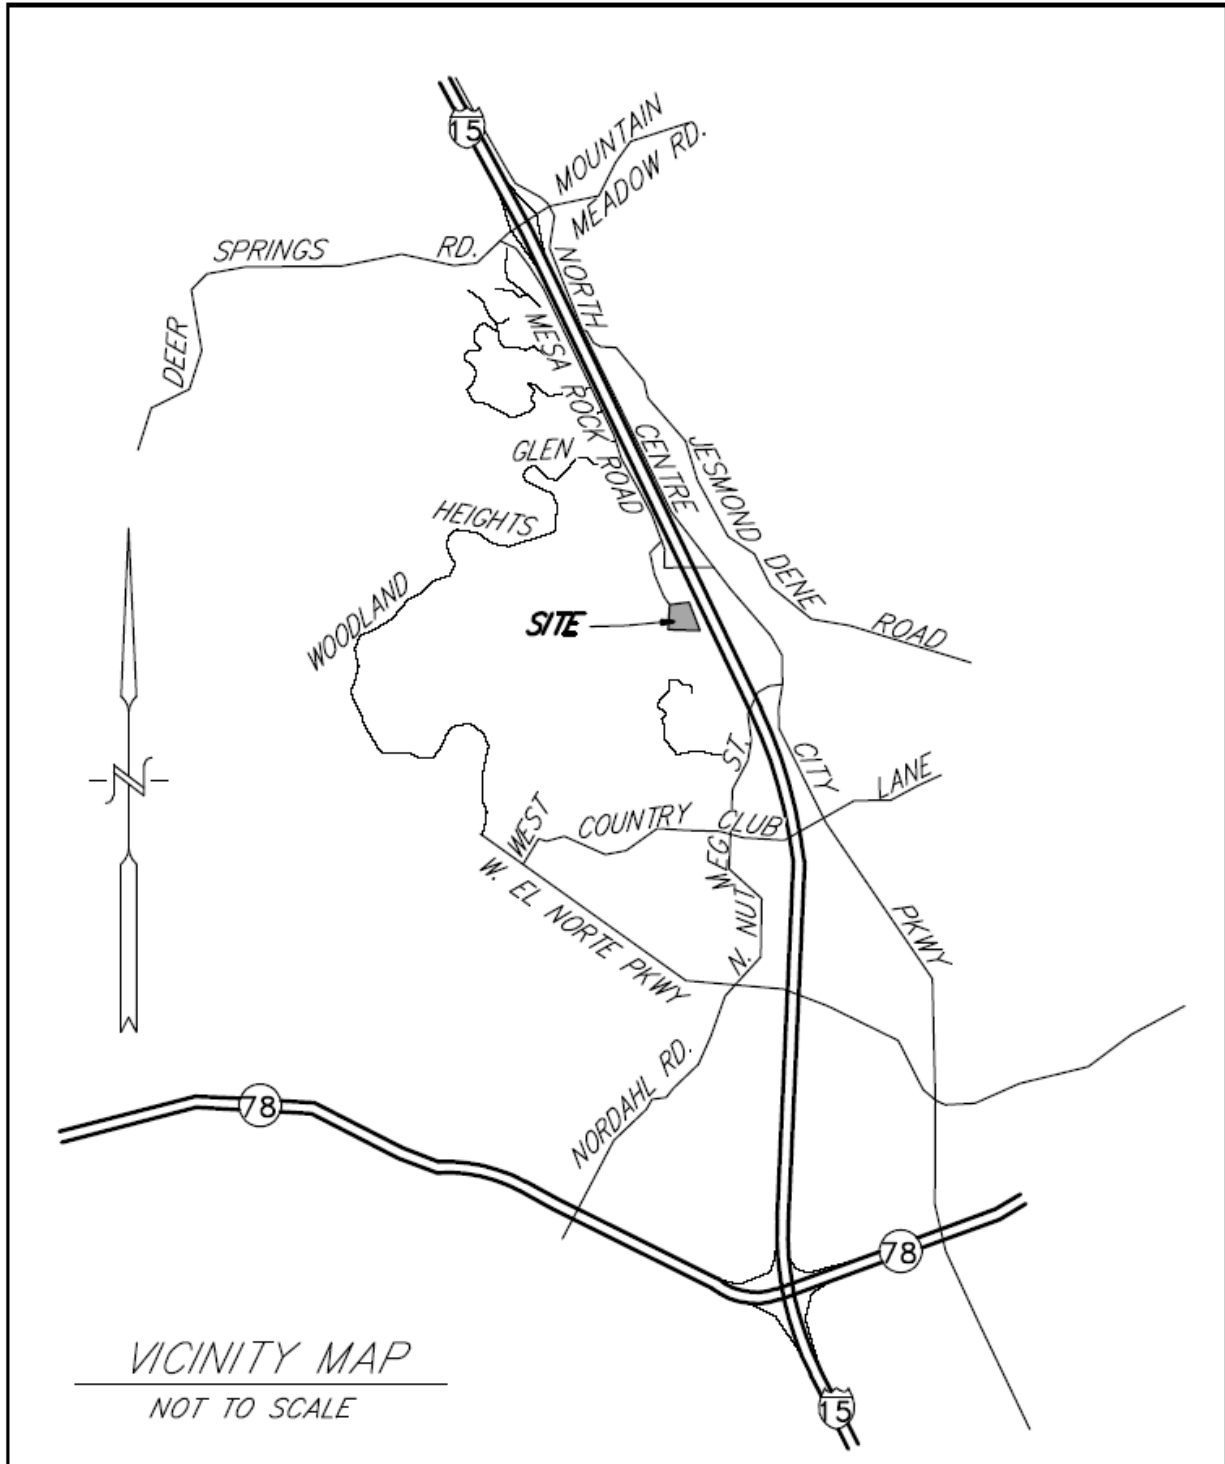 15
MOUNTAIN
MEADOW RD.
SPRINGS
RD.
DEER
NORTH
MESA ROCK ROAD
CENTRE
JESMOND DENE
ROAD
GLEN
HEIGHTS
WOODLAND
SITE
N
CITY
PKWY
ST.
LANE
WEST
COUNTRY
CLUB
WEG
N. NUT
W. EL NORTE PKWY
NORDAHL RD.
78
78
15
VICINITY MAP
NOT TO SCALE